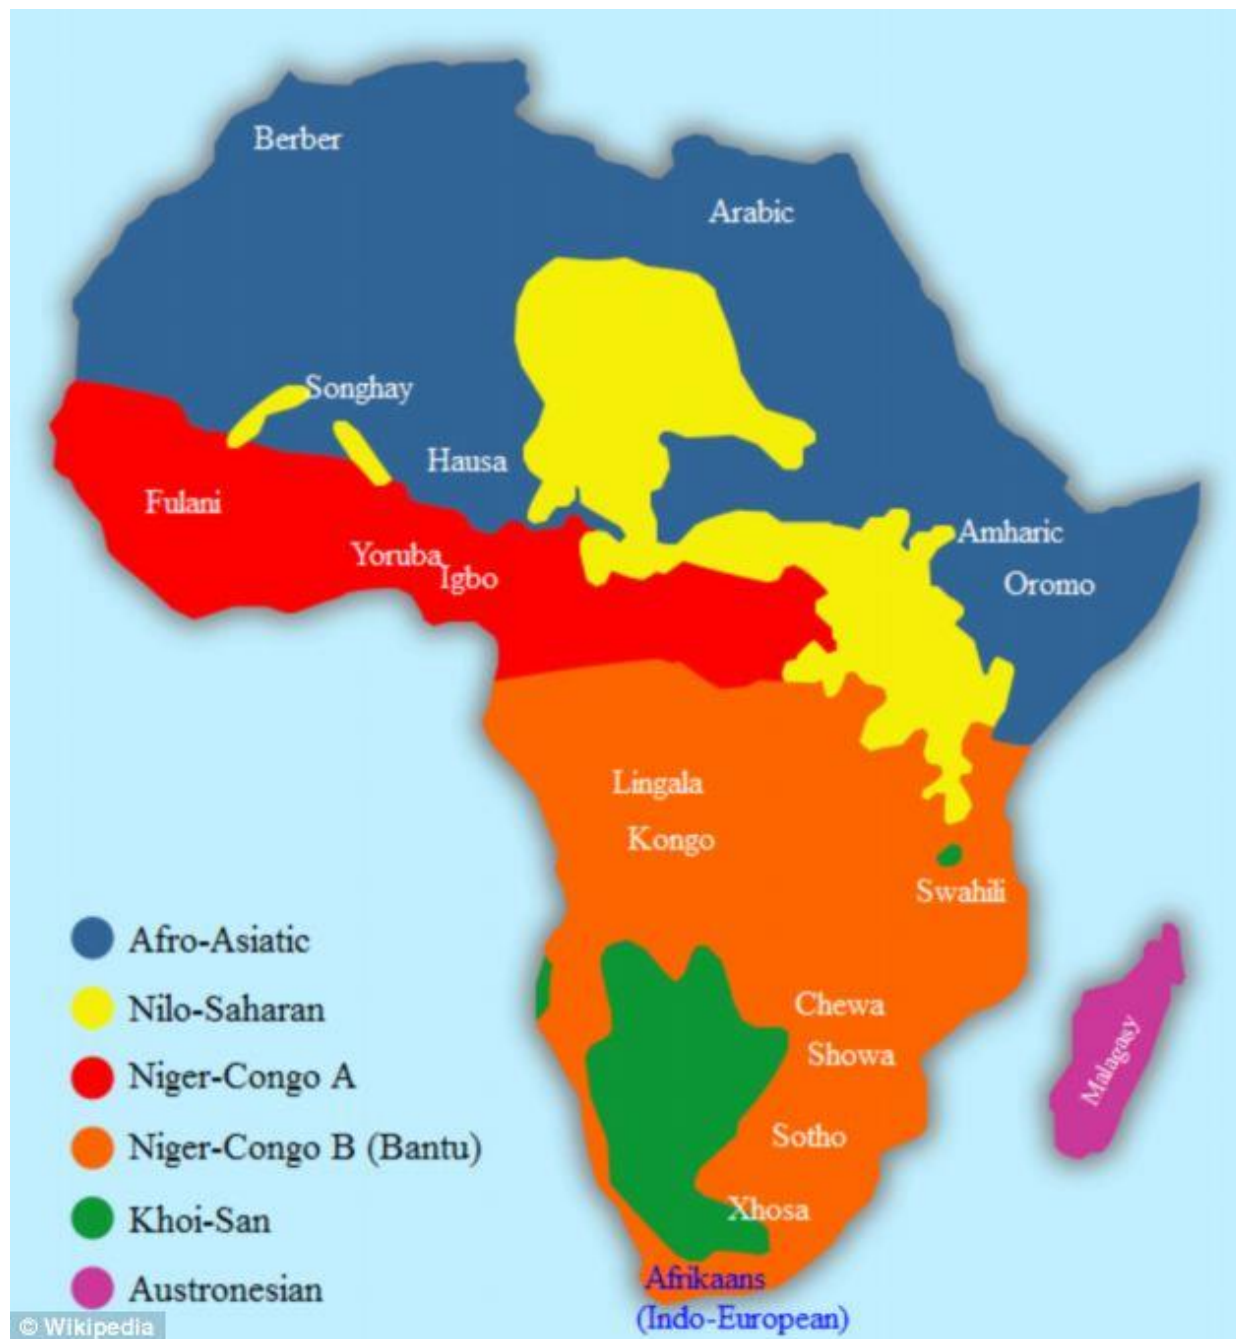 Berber
Arabic
Songhay
Hausa
Fulani
Yoruba
Igbo
Amharic
Oromo
Lingala
Kongo
Swahili
Chewa
Showa
Sotho
Xhosa
Malagasy
Afrikaans
(Indo-European)
Afro-Asiatic
Nilo-Saharan
Niger-Congo A
Niger-Congo B (Bantu)
Khoi-San
Austronesian
© Wikipedia